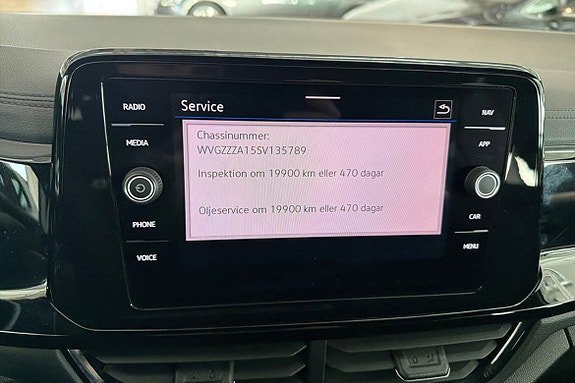 RADIO
MEDIA
PHONE
VOICE
Service
Chassinummer:
WVGZZZA15SV135789
Inspektion om 19900 km eller 470 dagar
Oljeservice om 19900 km eller 470 dagar
NAV
APP
CAR
MENU